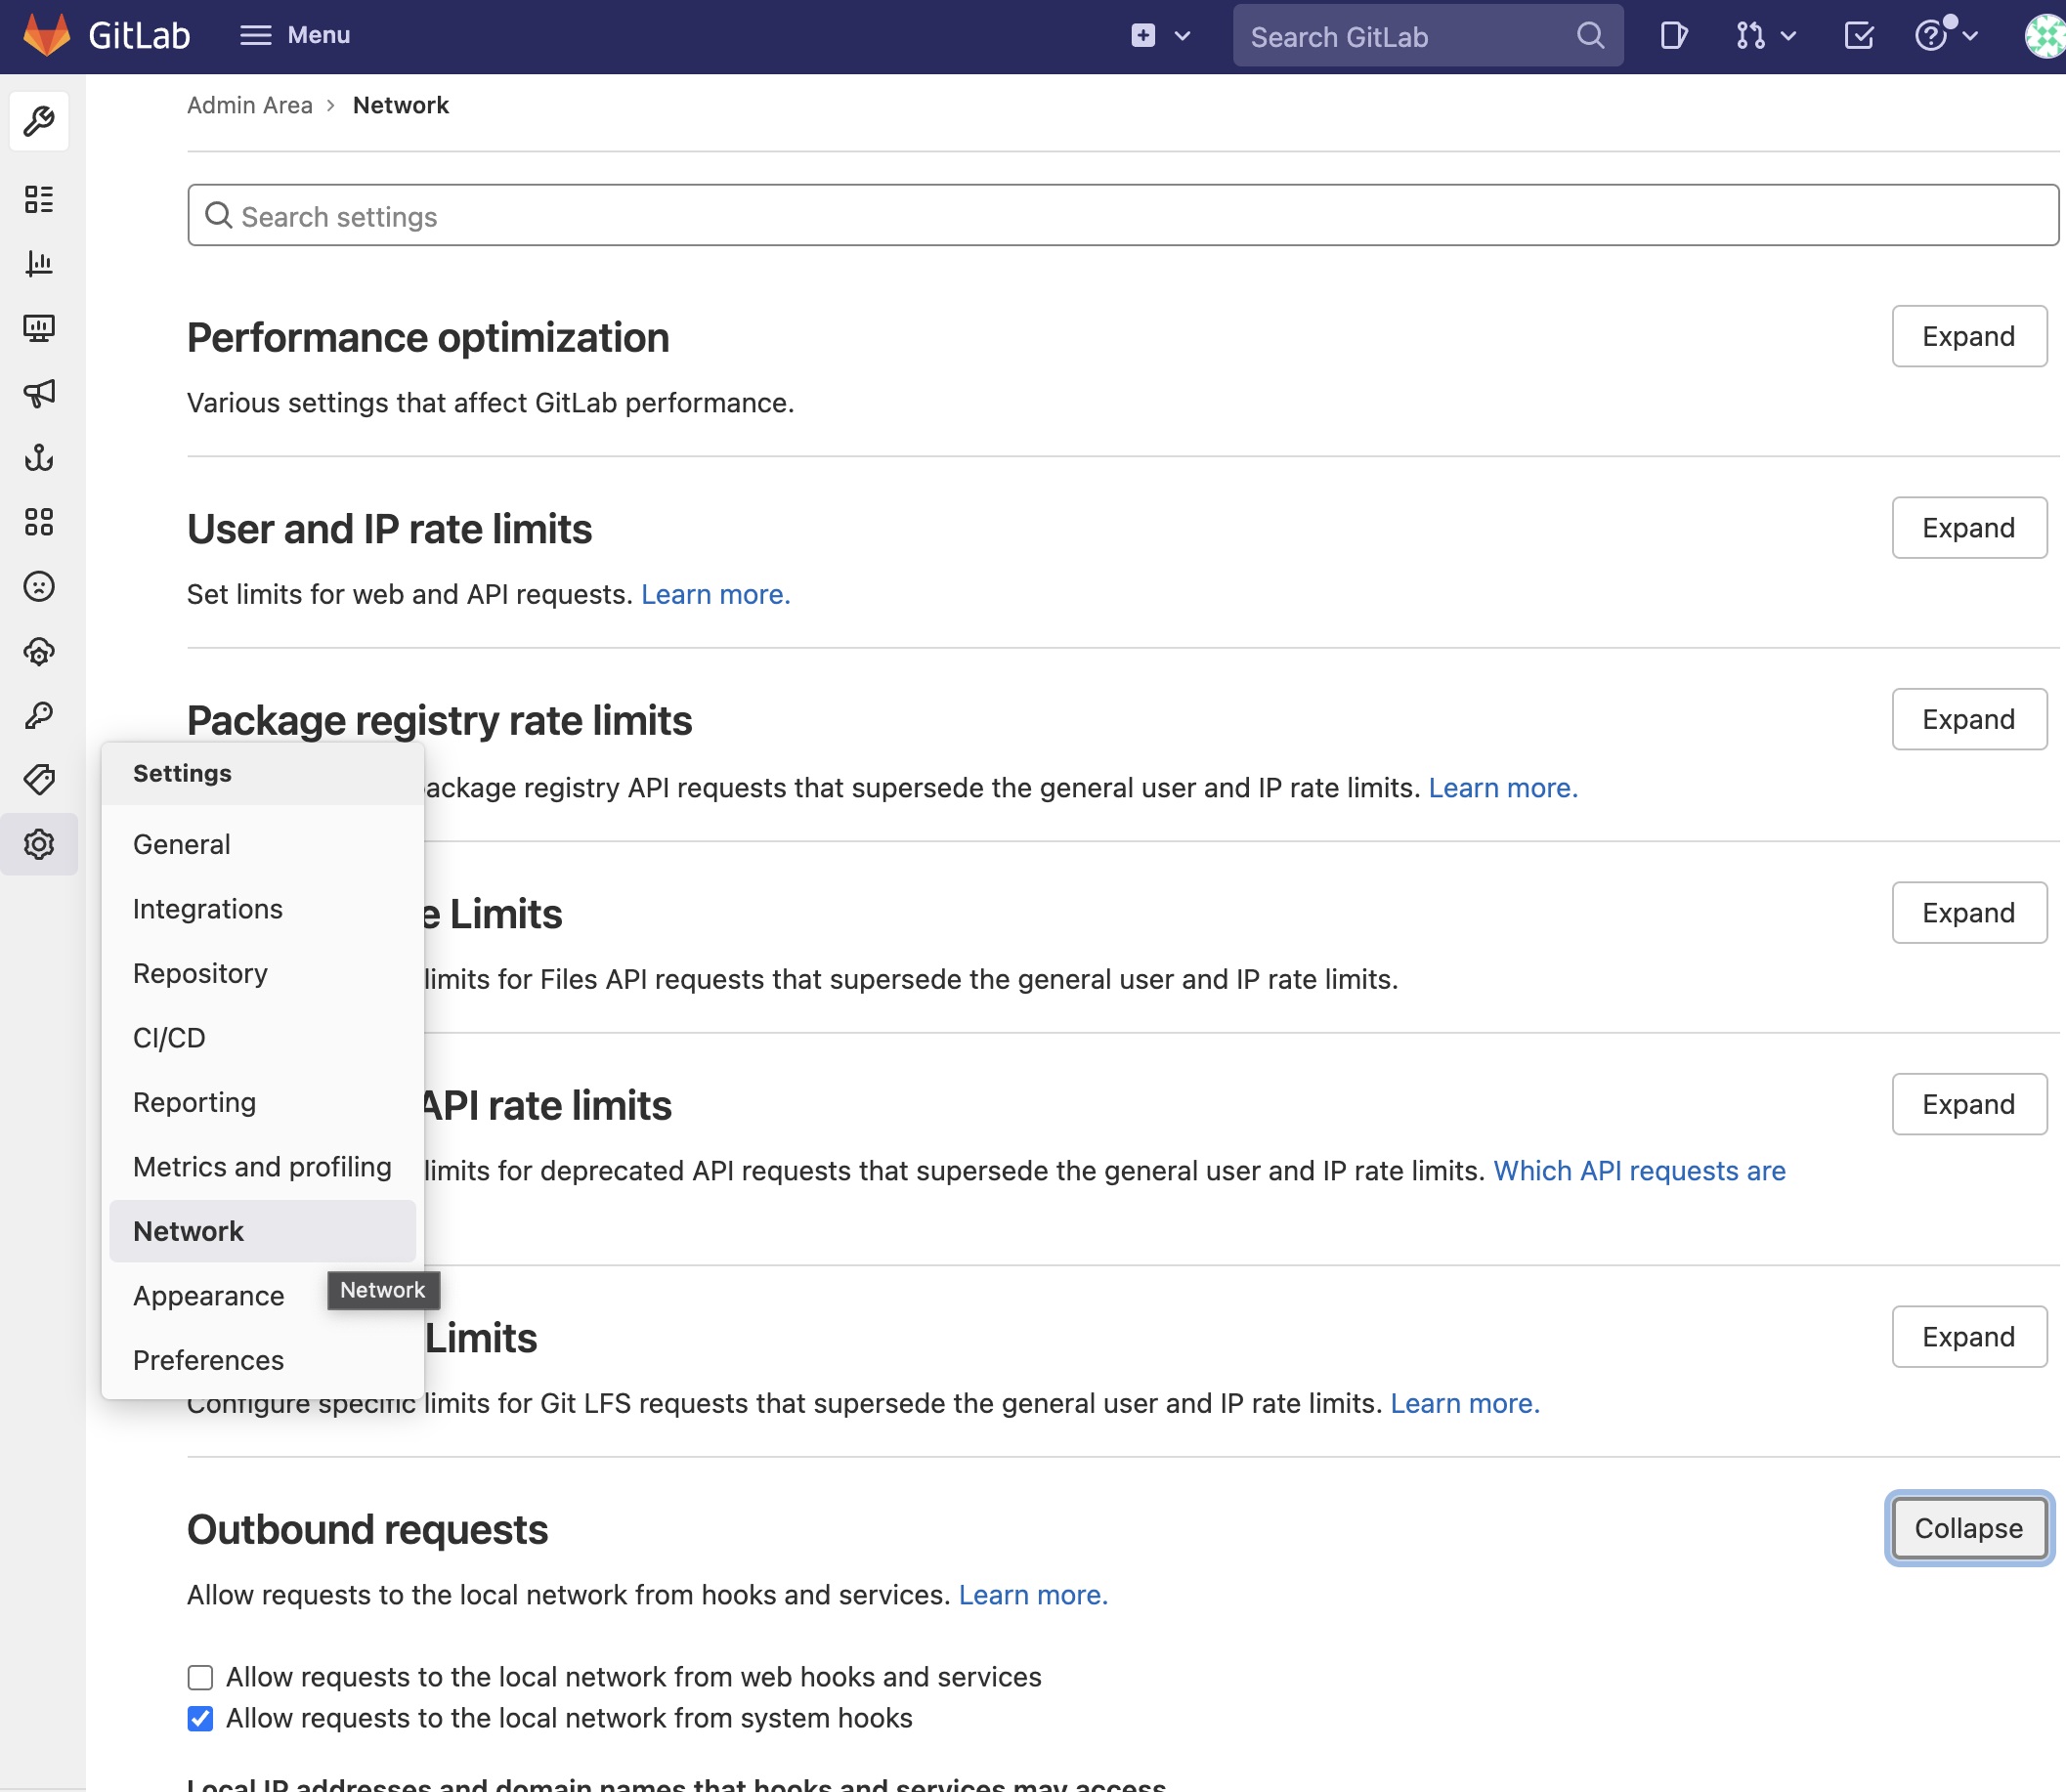 GitLab
Menu
Search GitLab
Admin Area > Network
Search settings
Performance optimization
Expand
Various settings that affect GitLab performance.
User and IP rate limits
Expand
Set limits for web and API requests. Learn more.
Package registry rate limits
Expand
ackage registry API requests that supersede the general user and IP rate limits. Learn more.
e Limits
Expand
limits for Files API requests that supersede the general user and IP rate limits.
API rate limits
Expand
limits for deprecated API requests that supersede the general user and IP rate limits. Which API requests are
Limits
Expand
Configure specific limits for Git LFS requests that supersede the general user and IP rate limits. Learn more.
Settings
General
Integrations
Repository
CI/CD
Reporting
Metrics and profiling
Network
Appearance
Network
Preferences
Outbound requests
Collapse
Allow requests to the local network from hooks and services. Learn more.
Allow requests to the local network from web hooks and services
Allow requests to the local network from system hooks
Local IP addresses and domain names that hooks and services may access